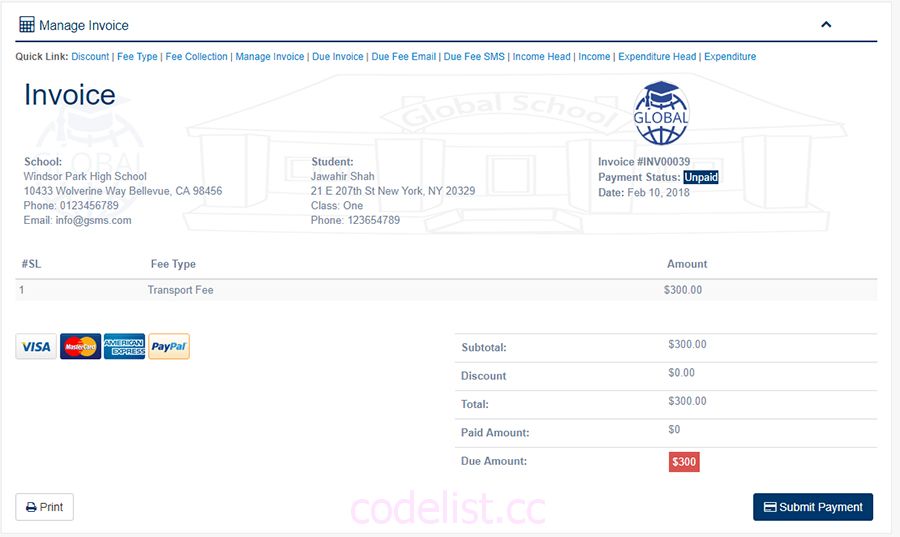 Manage Invoice
Quick Link: Discount | Fee Type | Fee Collection | Manage Invoice | Due Invoice | Due Fee Email | Due Fee SMS | Income Head | Income | Expenditure Head | Expenditure
Invoice
Global School
GLOBAL
GLOBAL
School:
Windsor Park High School
10433 Wolverine Way Bellevue, CA 98456
Phone: 0123456789
Email: info@gsms.com
Student:
Jawahir Shah
21 E 207th St New York, NY 20329
Class: One
Phone: 123654789
Invoice #INV00039
Payment Status: Unpaid
Date: Feb 10, 2018
#SL Fee Type Amount
1 Transport Fee $300.00
VISA MasterCard AMERICAN EXPRESS PayPal
Subtotal: $300.00
Discount $0.00
Total: $300.00
Paid Amount: $0
Due Amount: $300
Print
codelist.cc
Submit Payment